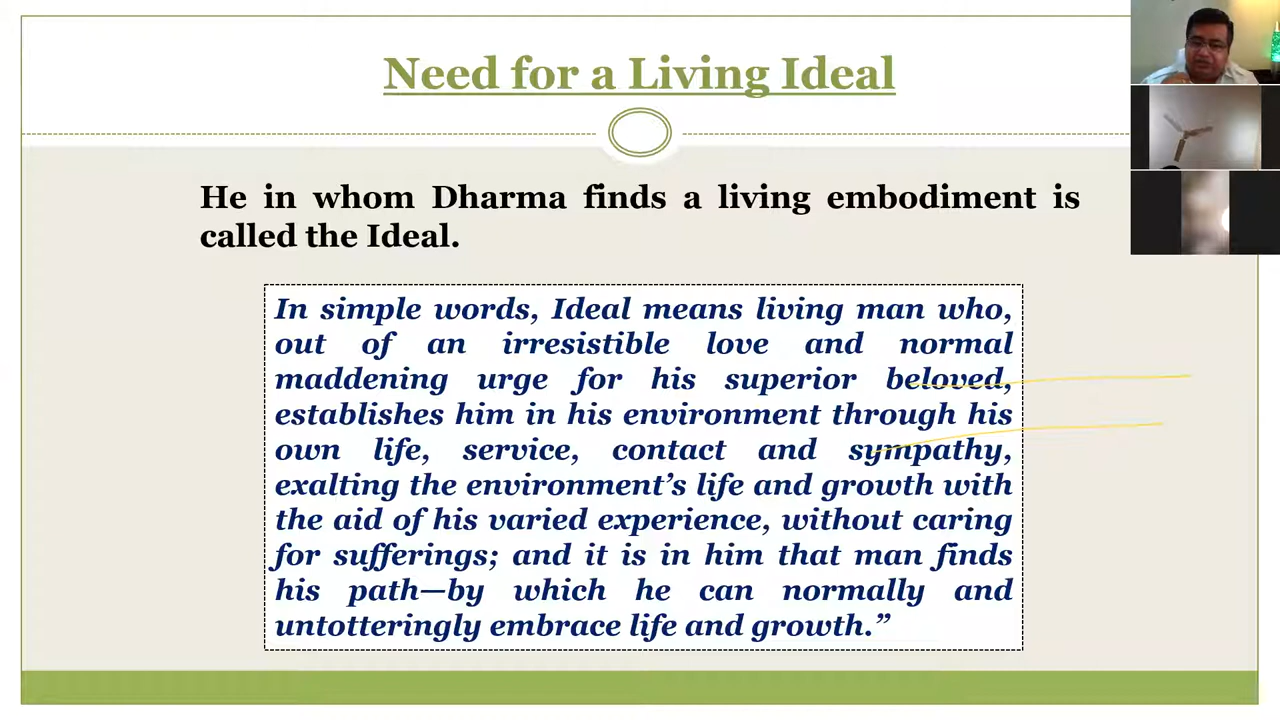 Need for a Living Ideal
He in whom Dharma finds a living embodiment is
called the Ideal.
In simple words, Ideal means living man who,
out of an irresistible love and normal
maddening urge for his superior beloved,
establishes him in his environment through his
own life, service, contact and sympathy,
exalting the environment’s life and growth with
the aid of his varied experience, without caring
for sufferings; and it is in him that man finds
his path—by which he can normally and
untotteringly embrace life and growth.”